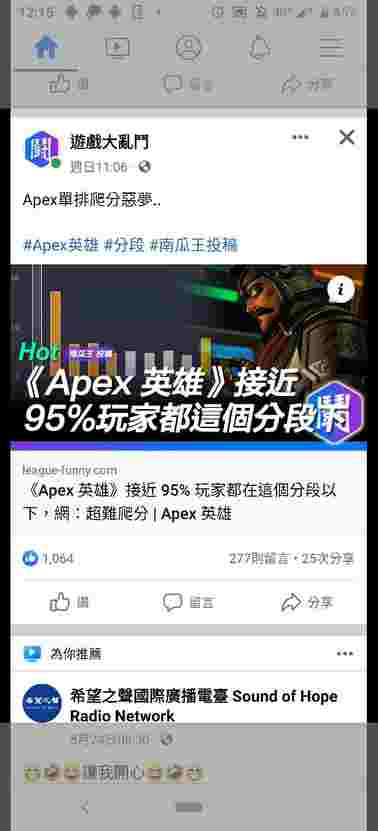 12:15
讚 留言 分享
遊戲大亂鬥
週日11:06
Apex單排爬分惡夢..
#Apex英雄 #分段 #南瓜王投稿
鬪
Hot 南瓜王 投稿
《Apex 英雄》接近
95%玩家都這個分段下
league-funny.com
《Apex 英雄》接近 95% 玩家都在這個分段以
下，網：超難爬分 | Apex 英雄
1,064 277則留言・25次分享
讚 留言 分享
為你推薦
希望之聲國際廣播電臺 Sound of Hope
Radio Network
8月24日08:30
讓我開心